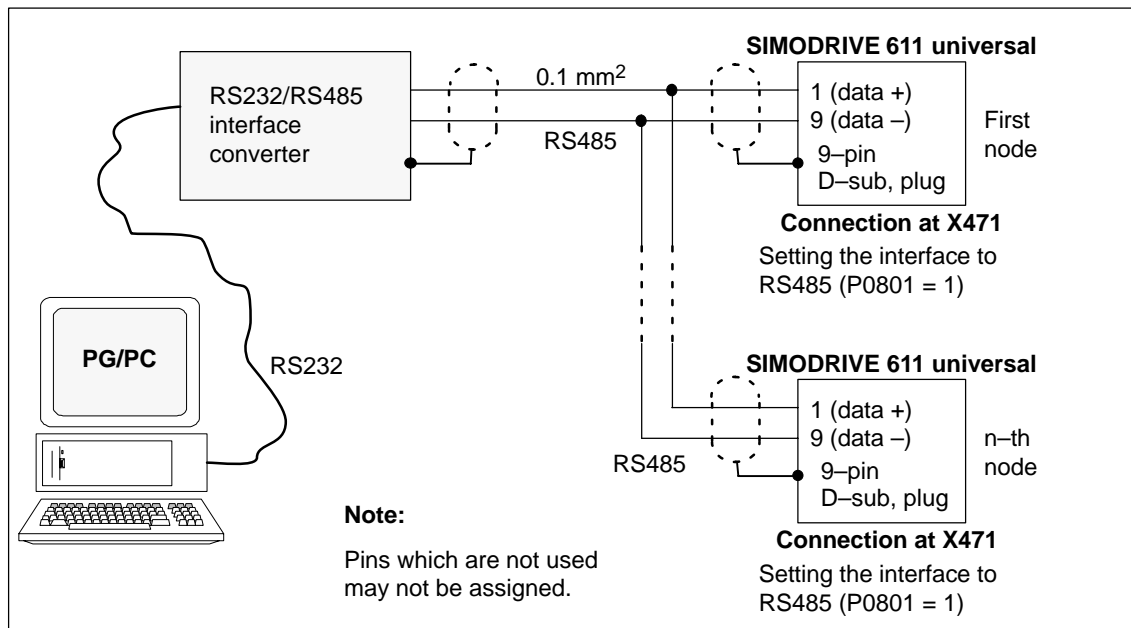 SIMODRIVE 611 universal
0.1 mm²
RS232/RS485
interface
converter
RS485
1 (data +)
9 (data –)
9–pin
D–sub, plug
First
node
Connection at X471
Setting the interface to
RS485 (P0801 = 1)
PG/PC
RS232
SIMODRIVE 611 universal
1 (data +)
9 (data –)
9–pin
D–sub, plug
n–th
node
RS485
Connection at X471
Setting the interface to
RS485 (P0801 = 1)
Note:
Pins which are not used
may not be assigned.